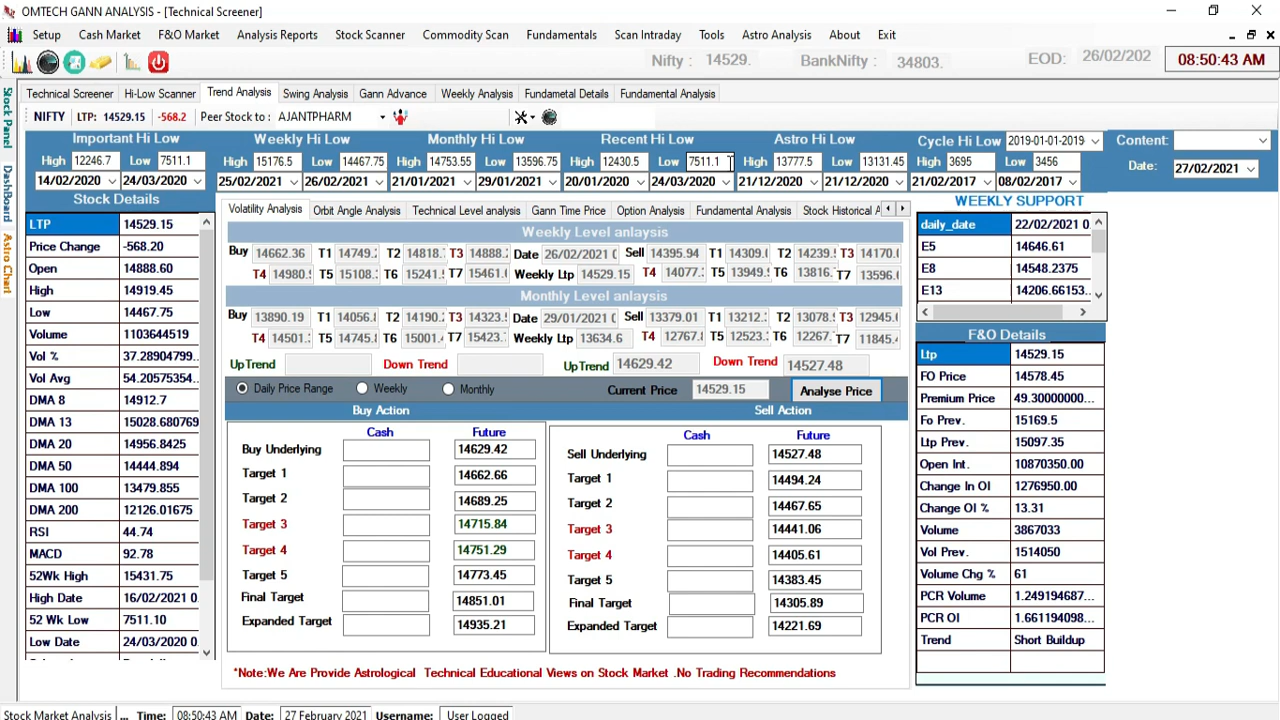 OMTECH GANN ANALYSIS - [Technical Screener]
Setup Cash Market F&O Market Analysis Reports Stock Scanner Commodity Scan Fundamentals Scan Intraday Tools Astro Analysis About Exit
Nifty : 14529. BankNifty : 34803. EOD: 26/02/202 08:50:43 AM
Technical Screener Hi-Low Scanner Trend Analysis Swing Analysis Gann Advance Weekly Analysis Fundametal Details Fundamental Analysis
Stock Panel
DashBoard
Astro Chart
NIFTY LTP: 14529.15 -568.2 Peer Stock to : AJANTPHARM
Important Hi Low Weekly Hi Low Monthly Hi Low Recent Hi Low Astro Hi Low Cycle Hi Low 2019-01-01-2019- Content:
High 12246.7 Low 7511.1 High 15176.5 Low 14467.75 High 14753.55 Low 13596.75 High 12430.5 Low 7511.1 High 13777.5 Low 13131.45 High 3695 Low 3456
14/02/2020 24/03/2020 25/02/2021 26/02/2021 21/01/2021 29/01/2021 20/01/2020 24/03/2020 21/12/2020 21/12/2020 21/02/2017 08/02/2017 Date: 27/02/2021
Stock Details
LTP 14529.15
Price Change -568.20
Open 14888.60
High 14919.45
Low 14467.75
Volume 1103644519
Vol % 37.28904799...
Vol Avg 54.20575354...
DMA 8 14912.7
DMA 13 15028.680769
DMA 20 14956.8425
DMA 50 14444.894
DMA 100 13479.855
DMA 200 12126.01675
RSI 44.74
MACD 92.78
52Wk High 15431.75
High Date 16/02/2021 0
52 Wk Low 7511.10
Low Date 24/03/2020 0
Volatility Analysis Orbit Angle Analysis Technical Level analysis Gann Time Price Option Analysis Fundamental Analysis Stock Historical A
Weekly Level anlaysis
Buy 14662.36 T1 14749. T2 14818. T3 14888. Date 26/02/2021 0 Sell 14395.94 T1 14309.0 T2 14239. T3 14170.
T4 14980. T5 15108. T6 15241. T7 15461.0 Weekly Ltp 14529.15 T4 14077. T5 13949. T6 13816. T7 13596.
Monthly Level anlaysis
Buy 13890.19 T1 14056.8 T2 14190. T3 14323. Date 29/01/2021 0 Sell 13379.01 T1 13212. T2 13078. T3 12945.
T4 14501. T5 14745.8 T6 15001. T7 15423. Weekly Ltp 13634.6 T4 12767.8 T5 12523. T6 12267. T7 11845.
UpTrend Down Trend UpTrend 14629.42 Down Trend 14527.48
Daily Price Range Weekly Monthly Current Price 14529.15 Analyse Price
Buy Action Sell Action
Cash Future Cash Future
Buy Underlying 14629.42 Sell Underlying 14527.48
Target 1 14662.66 Target 1 14494.24
Target 2 14689.25 Target 2 14467.65
Target 3 14715.84 Target 3 14441.06
Target 4 14751.29 Target 4 14405.61
Target 5 14773.45 Target 5 14383.45
Final Target 14851.01 Final Target 14305.89
Expanded Target 14935.21 Expanded Target 14221.69
*Note:We Are Provide Astrological Technical Educational Views on Stock Market .No Trading Recommendations
WEEKLY SUPPORT
daily_date 22/02/2021 0
E5 14646.61
E8 14548.2375
E13 14206.66153...
F&O Details
Ltp 14529.15
FO Price 14578.45
Premium Price 49.30000000...
Fo Prev. 15169.5
Ltp Prev. 15097.35
Open Int. 10870350.00
Change In OI 1276950.00
Change OI % 13.31
Volume 3867033
Vol Prev. 1514050
Volume Chg % 61
PCR Volume 1.249194687...
PCR OI 1.661194098...
Trend Short Buildup
Stock Market Analysis ... Time: 08:50:43 AM Date: 27 February 2021 Username: User Logged